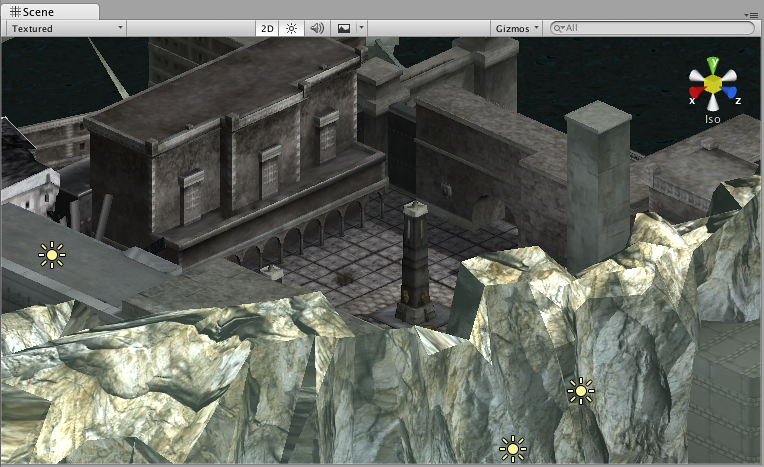 Scene
Textured
2D
Gizmos
All
y
x
z
Iso